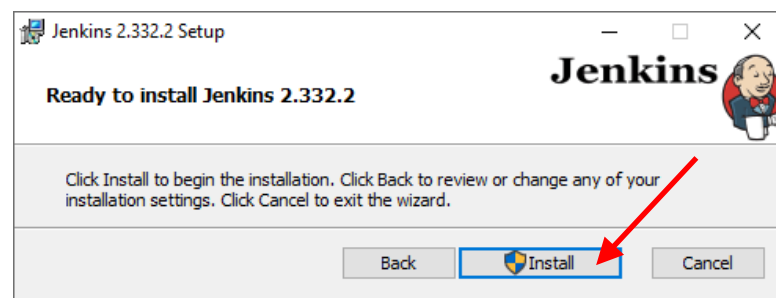 Jenkins 2.332.2 Setup
Jenkins
Ready to install Jenkins 2.332.2
Click Install to begin the installation. Click Back to review or change any of your
installation settings. Click Cancel to exit the wizard.
Back
Install
Cancel